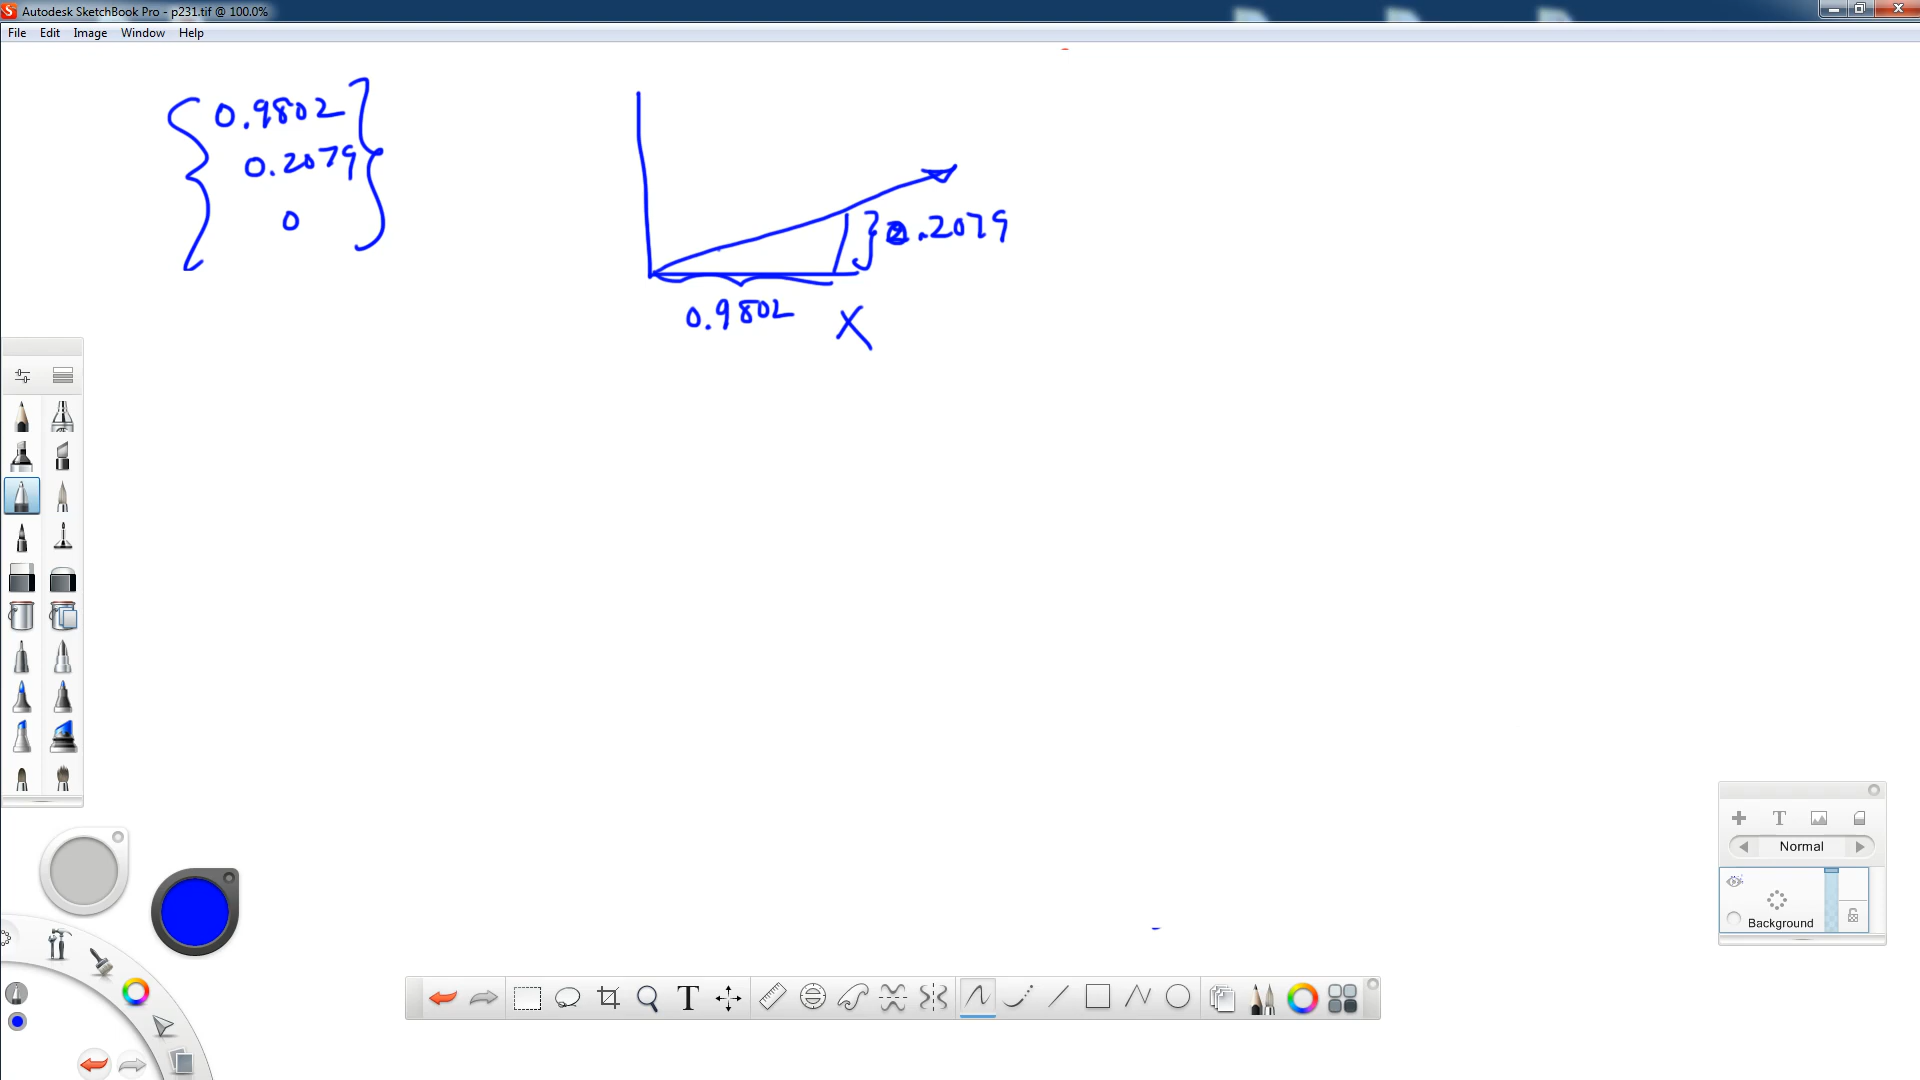 Autodesk SketchBook Pro - p231.tif @ 100.0%
File Edit Image Window Help
0.9802
0.2079
0
0.2079
0.9802
X
T
Normal
Background
T